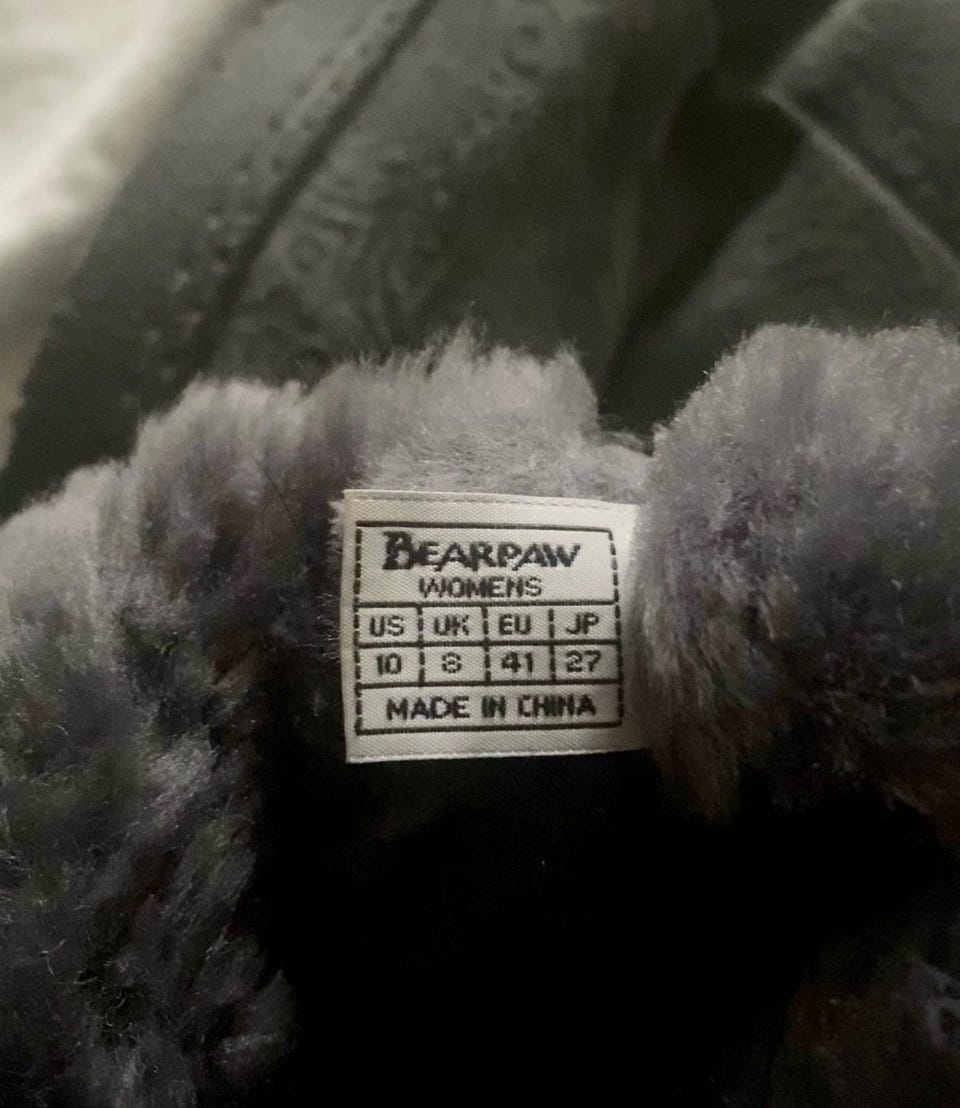 BEARPAW
WOMENS
US UK EU JP
10 8 41 27
MADE IN CHINA